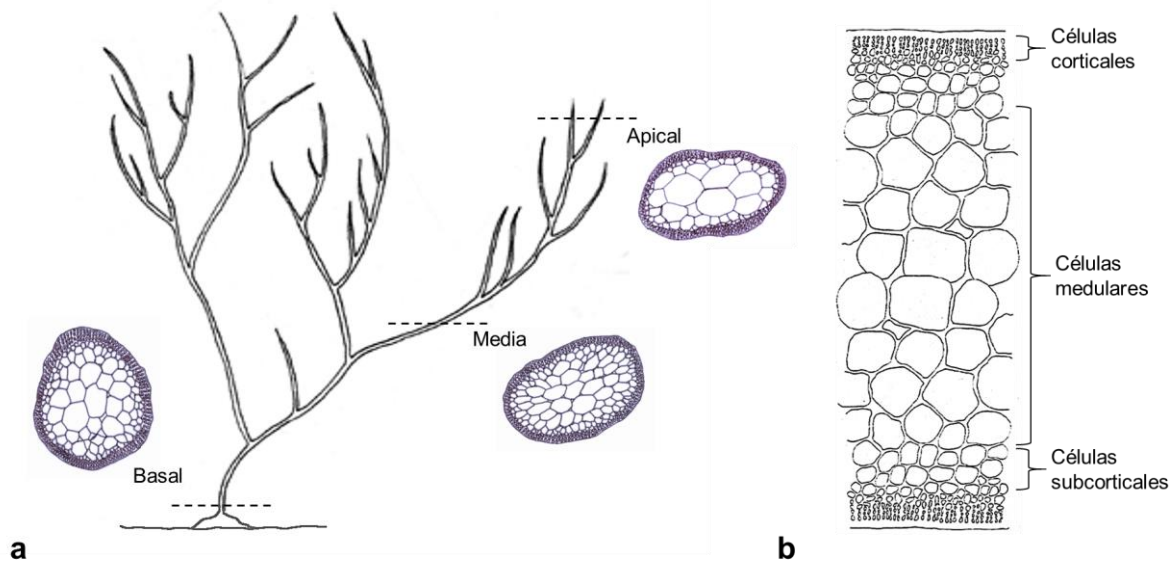 Apical
Media
Basal
a
Células
corticales
Células
medulares
Células
subcorticales
b